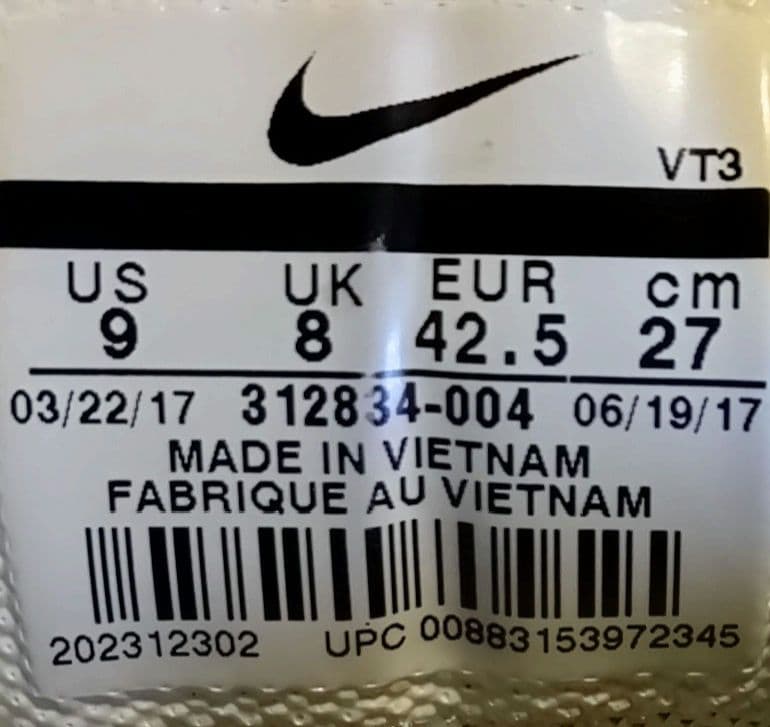 VT3
US UK EUR cm
9 8 42.5 27
03/22/17 312834-004 06/19/17
MADE IN VIETNAM
FABRIQUE AU VIETNAM
202312302 UPC 00883153972345